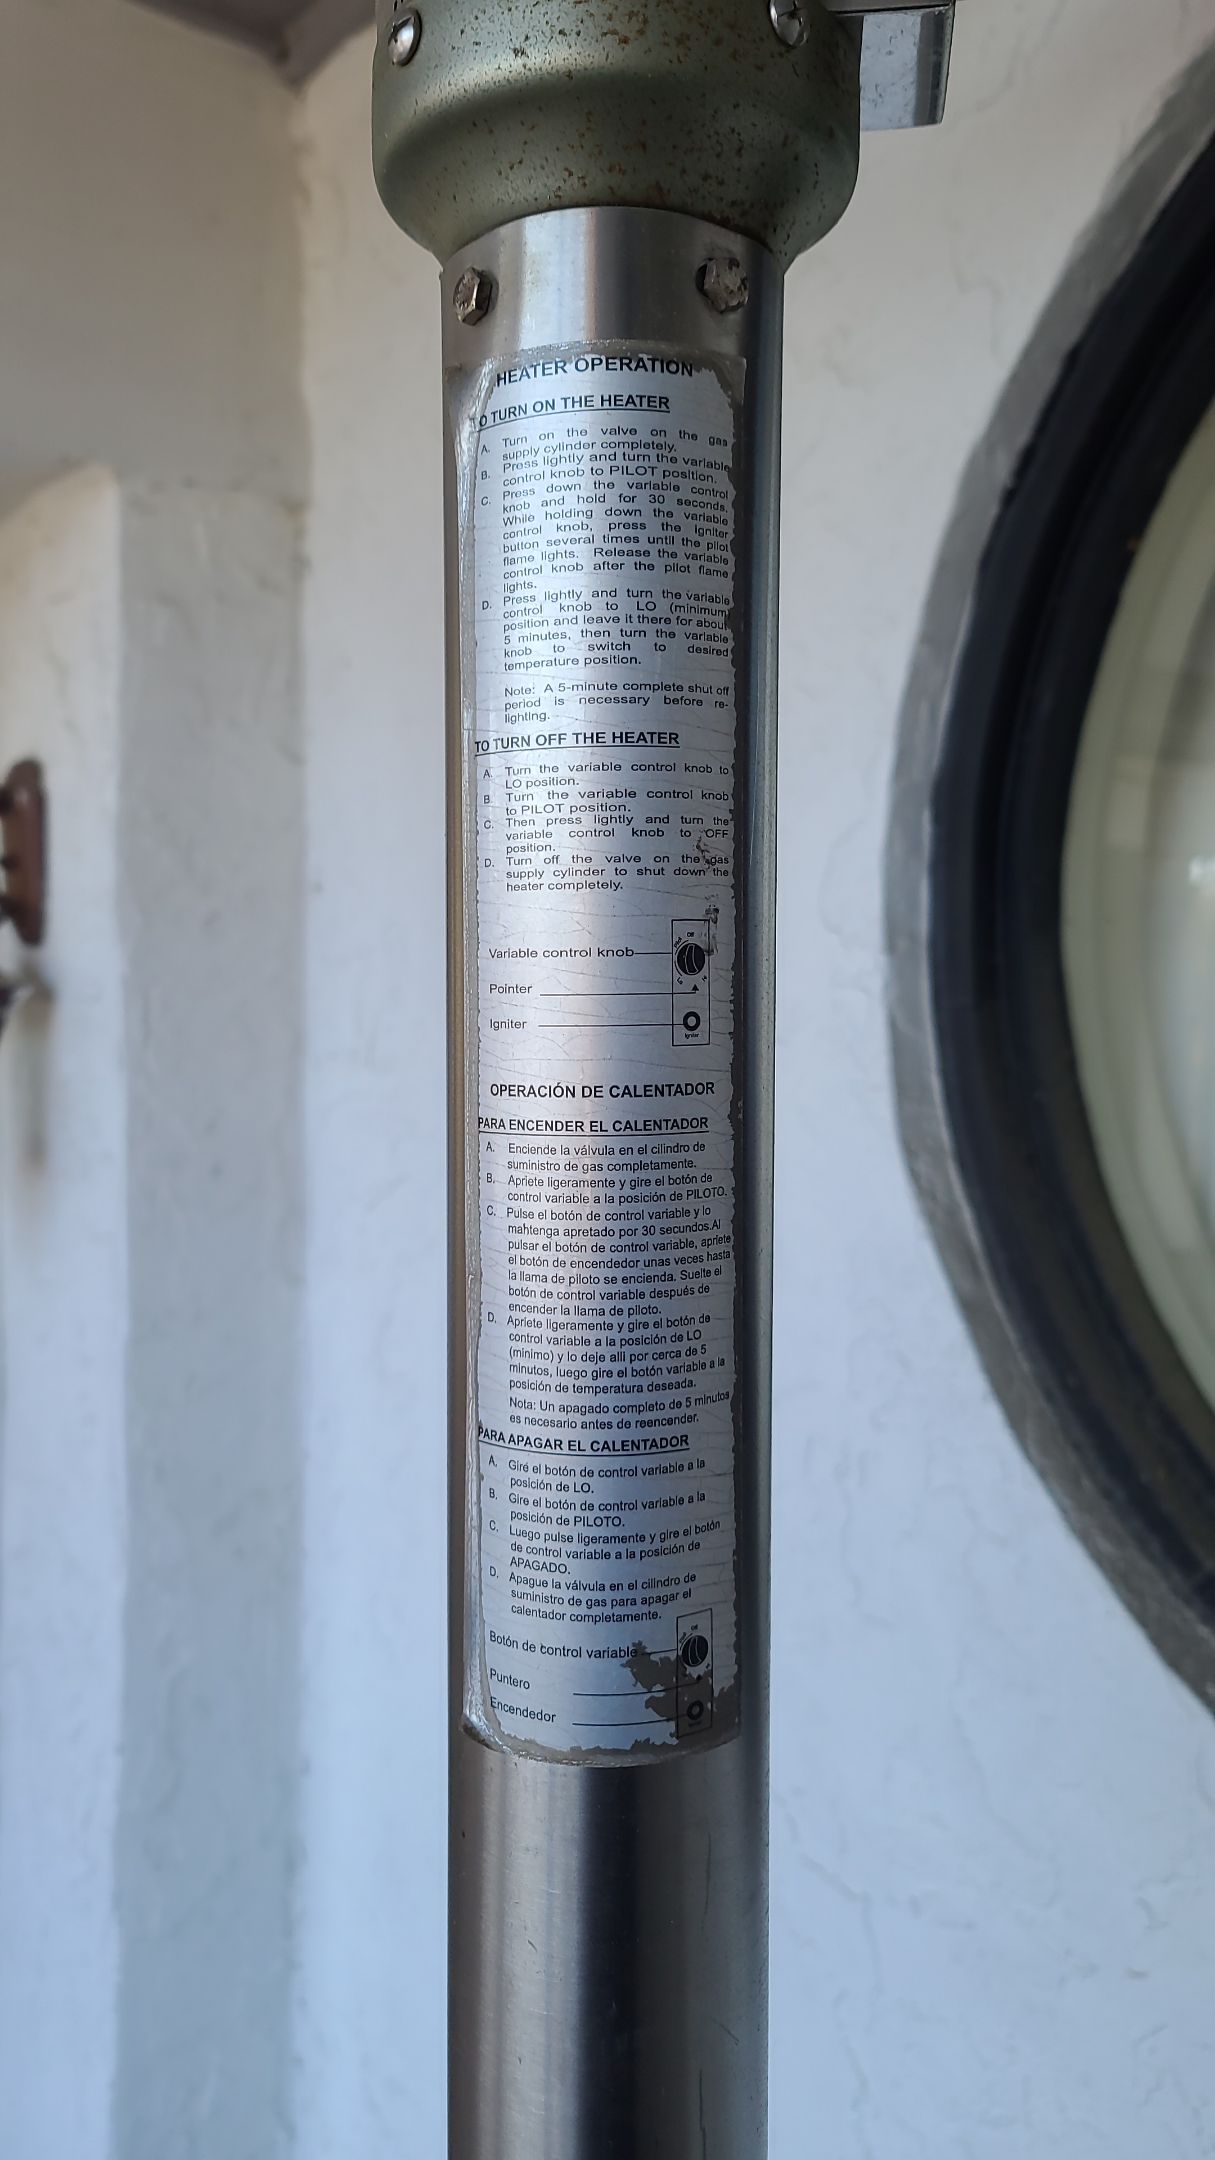 HEATER OPERATION
TO TURN ON THE HEATER
A. Turn on the valve on the gas
supply cylinder completely.
B. Press lightly and turn the variable
control knob to PILOT position.
C. Press down the variable control
knob and hold for 30 seconds.
While holding down the variable
control knob, press the igniter
button several times until the pilot
flame lights. Release the variable
control knob after the pilot flame
lights.
D. Press lightly and turn the variable
control knob to LO (minimum)
position and leave it there for about
5 minutes, then turn the variable
knob to switch to desired
temperature position.
Note: A 5-minute complete shut off
period is necessary before re-
lighting.
TO TURN OFF THE HEATER
A. Turn the variable control knob to
LO position.
B. Turn the variable control knob
to PILOT position.
C. Then press lightly and turn the
variable control knob to OFF
position.
D. Turn off the valve on the gas
supply cylinder to shut down the
heater completely.
Off
Pilot
Variable control knob
Lo Hi
Pointer
Igniter
Igniter
OPERACIÓN DE CALENTADOR
PARA ENCENDER EL CALENTADOR
A. Enciende la válvula en el cilindro de
suministro de gas completamente.
B. Apriete ligeramente y gire el botón de
control variable a la posición de PILOTO.
C. Pulse el botón de control variable y lo
mahtenga apretado por 30 secundos.Al
pulsar el botón de control variable, apriete
el botón de encendedor unas veces hasta
la llama de piloto se encienda. Suelte el
botón de control variable después de
encender la llama de piloto.
D. Apriete ligeramente y gire el botón de
control variable a la posición de LO
(minimo) y lo deje alli por cerca de 5
minutos, luego gire el botón variable a la
posición de temperatura deseada.
Nota: Un apagado completo de 5 minutos
es necesario antes de reencender.
PARA APAGAR EL CALENTADOR
A. Gire el botón de control variable a la
posición de LO.
B. Gire el botón de control variable a la
posición de PILOTO.
C. Luego pulse ligeramente y gire el botón
de control variable a la posición de
APAGADO.
D. Apague la válvula en el cilindro de
suministro de gas para apagar el
calentador completamente.
Off
Botón de control variable
Puntero
Encendedor